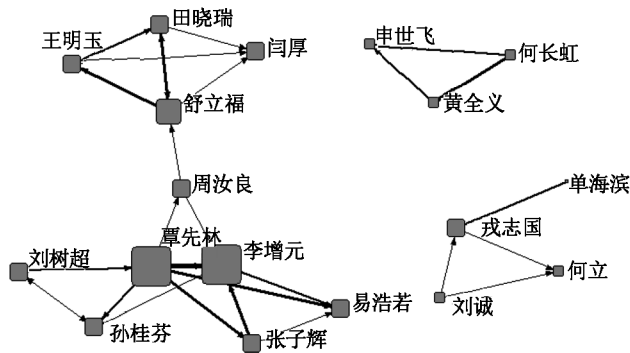 田晓瑞
王明玉
闫厚
舒立福
申世飞
何长虹
黄全义
周汝良
单海滨
覃先林
戎志国
李增元
刘树超
何立
刘诚
易浩若
孙桂芬
张子辉